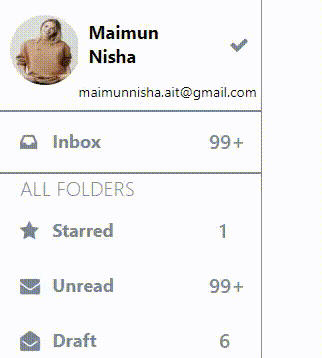 Maimun
Nisha
maimunnisha.ait@gmail.com
Inbox 99+
ALL FOLDERS
Starred 1
Unread 99+
Draft 6